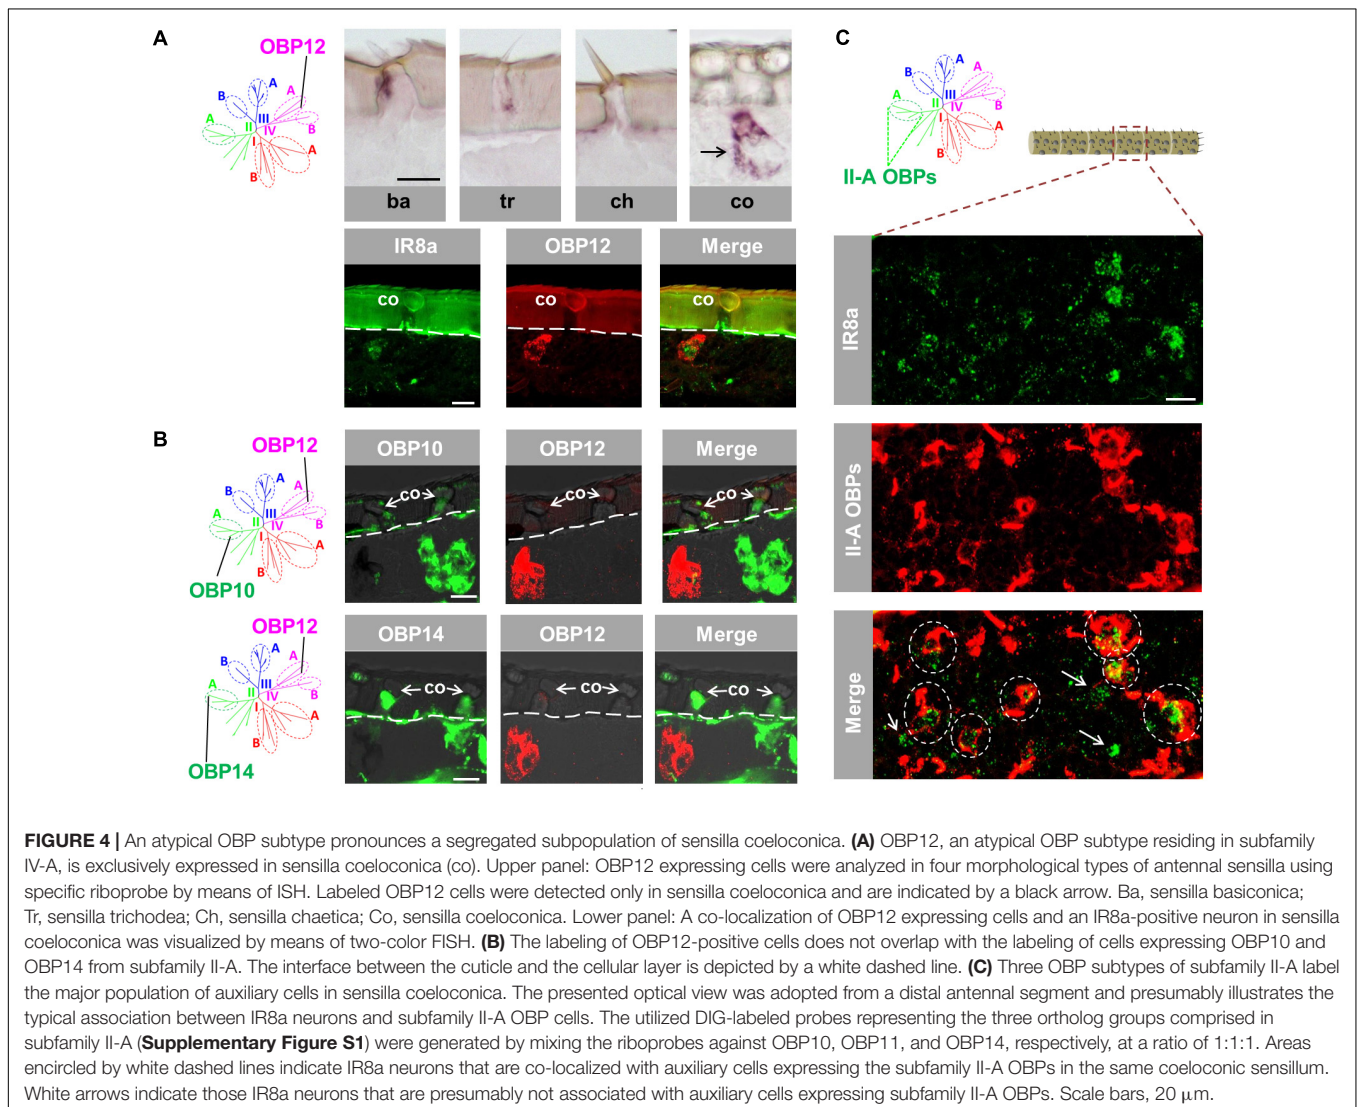 A
OBP12
A
B
A
II
III
IV
A
B
I
A
B
ba
tr
ch
co
IR8a
OBP12
Merge
co
co
co
B
OBP12
A
B
A
II
III
IV
A
B
I
A
B
OBP10
OBP10
OBP12
Merge
co
co
co
OBP12
A
B
A
II
III
IV
A
B
I
A
B
OBP14
OBP14
OBP12
Merge
co
co
co
C
A
B
A
II
III
IV
A
B
I
A
B
II-A OBPs
IR8a
II-A OBPs
Merge
FIGURE 4 | An atypical OBP subtype pronounces a segregated subpopulation of sensilla coeloconica. (A) OBP12, an atypical OBP subtype residing in subfamily
IV-A, is exclusively expressed in sensilla coeloconica (co). Upper panel: OBP12 expressing cells were analyzed in four morphological types of antennal sensilla using
specific riboprobe by means of ISH. Labeled OBP12 cells were detected only in sensilla coeloconica and are indicated by a black arrow. Ba, sensilla basiconica;
Tr, sensilla trichodea; Ch, sensilla chaetica; Co, sensilla coeloconica. Lower panel: A co-localization of OBP12 expressing cells and an IR8a-positive neuron in sensilla
coeloconica was visualized by means of two-color FISH. (B) The labeling of OBP12-positive cells does not overlap with the labeling of cells expressing OBP10 and
OBP14 from subfamily II-A. The interface between the cuticle and the cellular layer is depicted by a white dashed line. (C) Three OBP subtypes of subfamily II-A label
the major population of auxiliary cells in sensilla coeloconica. The presented optical view was adopted from a distal antennal segment and presumably illustrates the
typical association between IR8a neurons and subfamily II-A OBP cells. The utilized DIG-labeled probes representing the three ortholog groups comprised in
subfamily II-A (Supplementary Figure S1) were generated by mixing the riboprobes against OBP10, OBP11, and OBP14, respectively, at a ratio of 1:1:1. Areas
encircled by white dashed lines indicate IR8a neurons that are co-localized with auxiliary cells expressing the subfamily II-A OBPs in the same coeloconic sensillum.
White arrows indicate those IR8a neurons that are presumably not associated with auxiliary cells expressing subfamily II-A OBPs. Scale bars, 20 μm.